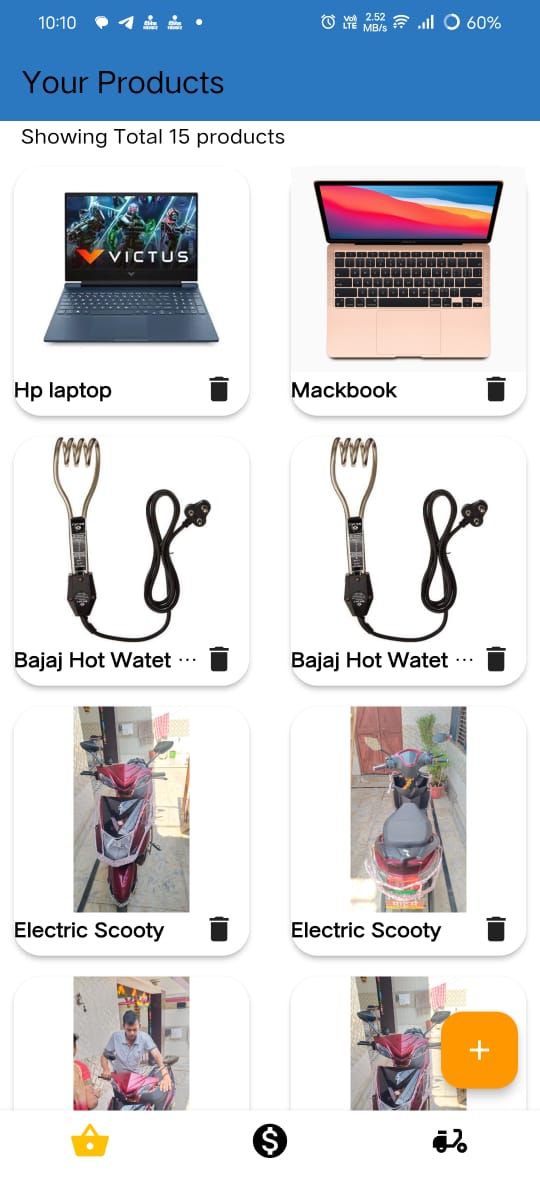 10:10 Vo) LTE 2.52 MB/s 60%
Your Products
Showing Total 15 products
VICTUS
Hp laptop
Mackbook
Bajaj Hot Watet ...
Bajaj Hot Watet ...
Electric Scooty
Electric Scooty